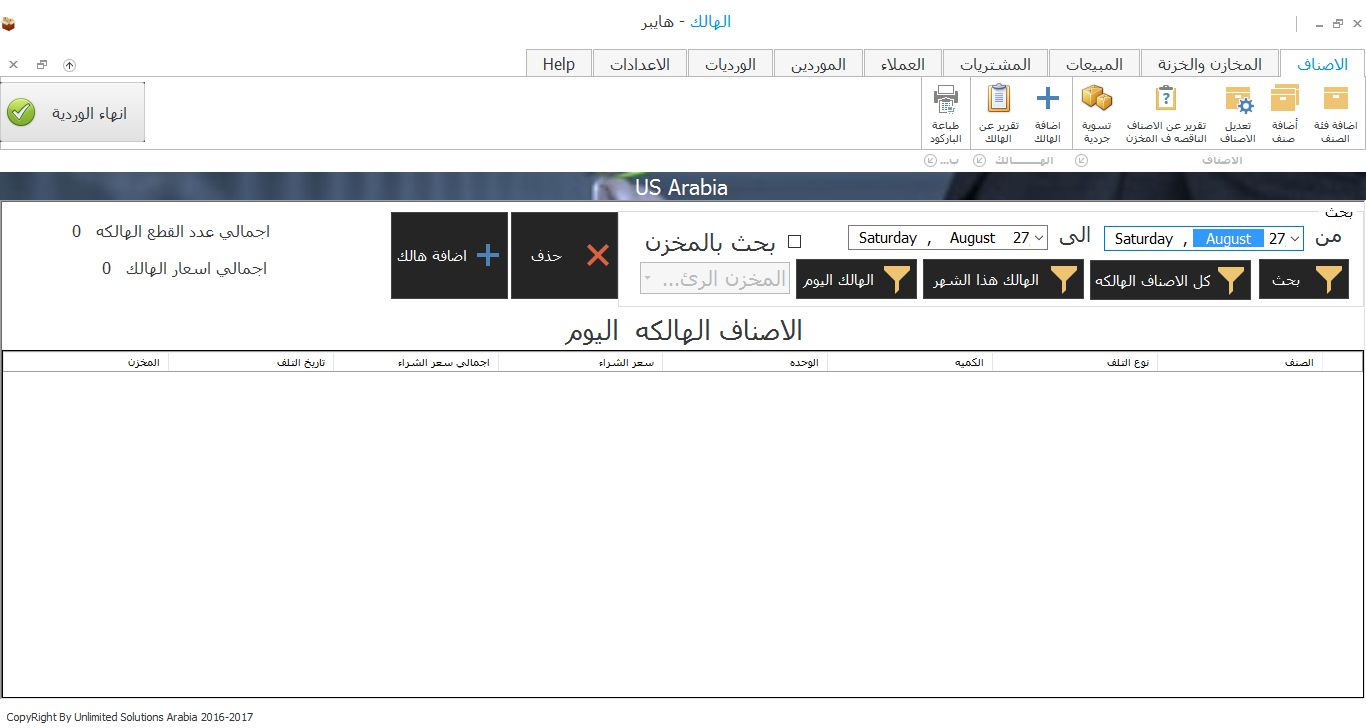 الهالك - هايبر
الاصناف المخازن والخزنة المبيعات المشتريات العملاء الموردين الورديات الاعدادات Help
اضافة فئة الصنف
أضافة صنف
تعديل الاصناف
تقرير عن الاصناف الناقصه ف المخزن
تسوية جردية
اضافة الهالك
تقرير عن الهالك
طباعة الباركود
انهاء الوردية
الاصناف الهـــــالك ب...
US Arabia
بحث
من Saturday , August 27 الى Saturday , August 27 بحث بالمخزن
بحث كل الاصناف الهالكه الهالك هذا الشهر الهالك اليوم المخزن الرئ...
حذف
اضافة هالك
اجمالي عدد القطع الهالكه 0
اجمالي اسعار الهالك 0
الاصناف الهالكه اليوم
الصنف نوع التلف الكميه الوحده سعر الشراء اجمالي سعر الشراء تاريخ التلف المخزن
CopyRight By Unlimited Solutions Arabia 2016-2017